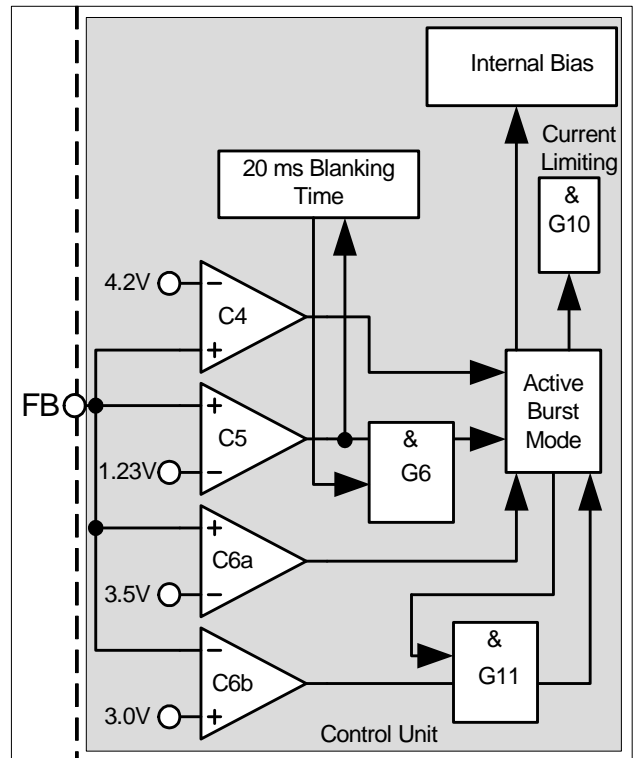 Internal Bias
Current
Limiting
20 ms Blanking
Time
&
G10
4.2V
−
C4
+
FB
+
C5
−
1.23V
&
G6
Active
Burst
Mode
+
C6a
−
3.5V
−
C6b
+
3.0V
&
G11
Control Unit